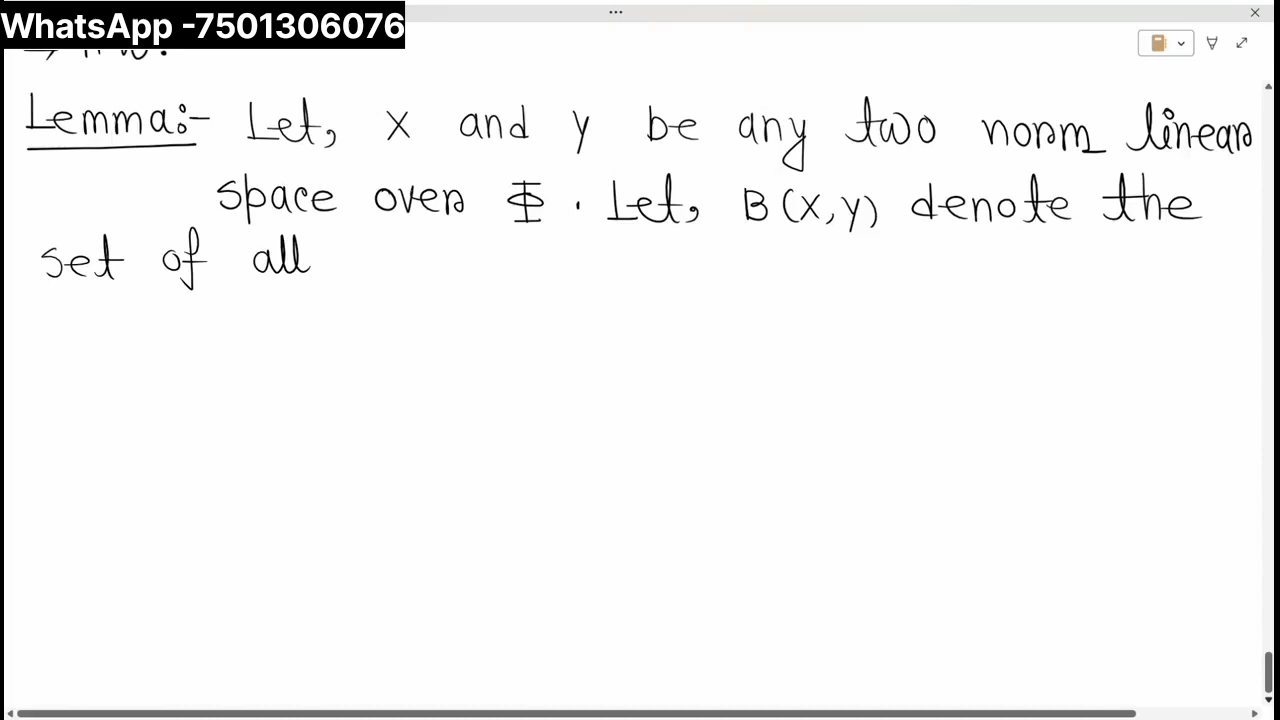 WhatsApp -7501306076
Lemma:- Let, X and Y be any two norm linear
space over Φ. Let, B(X,Y) denote the
set of all